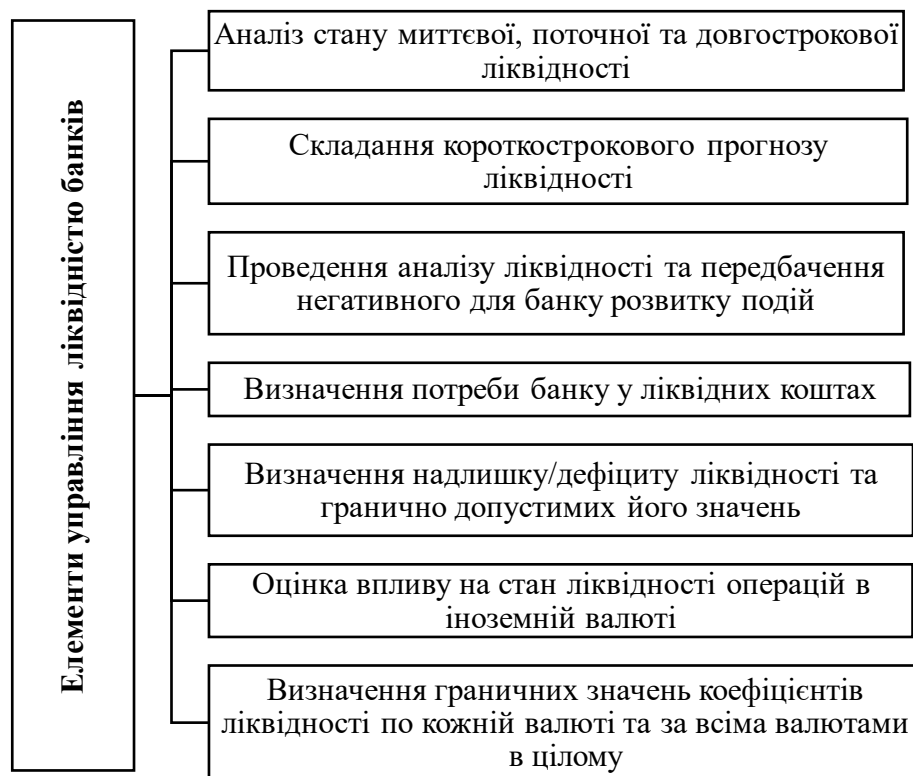 Елементи управління ліквідністю банків
Аналіз стану миттєвої, поточної та довгострокової
ліквідності
Складання короткострокового прогнозу
ліквідності
Проведення аналізу ліквідності та передбачення
негативного для банку розвитку подій
Визначення потреби банку у ліквідних коштах
Визначення надлишку/дефіциту ліквідності та
гранично допустимих його значень
Оцінка впливу на стан ліквідності операцій в
іноземній валюті
Визначення граничних значень коефіцієнтів
ліквідності по кожній валюті та за всіма валютами
в цілому